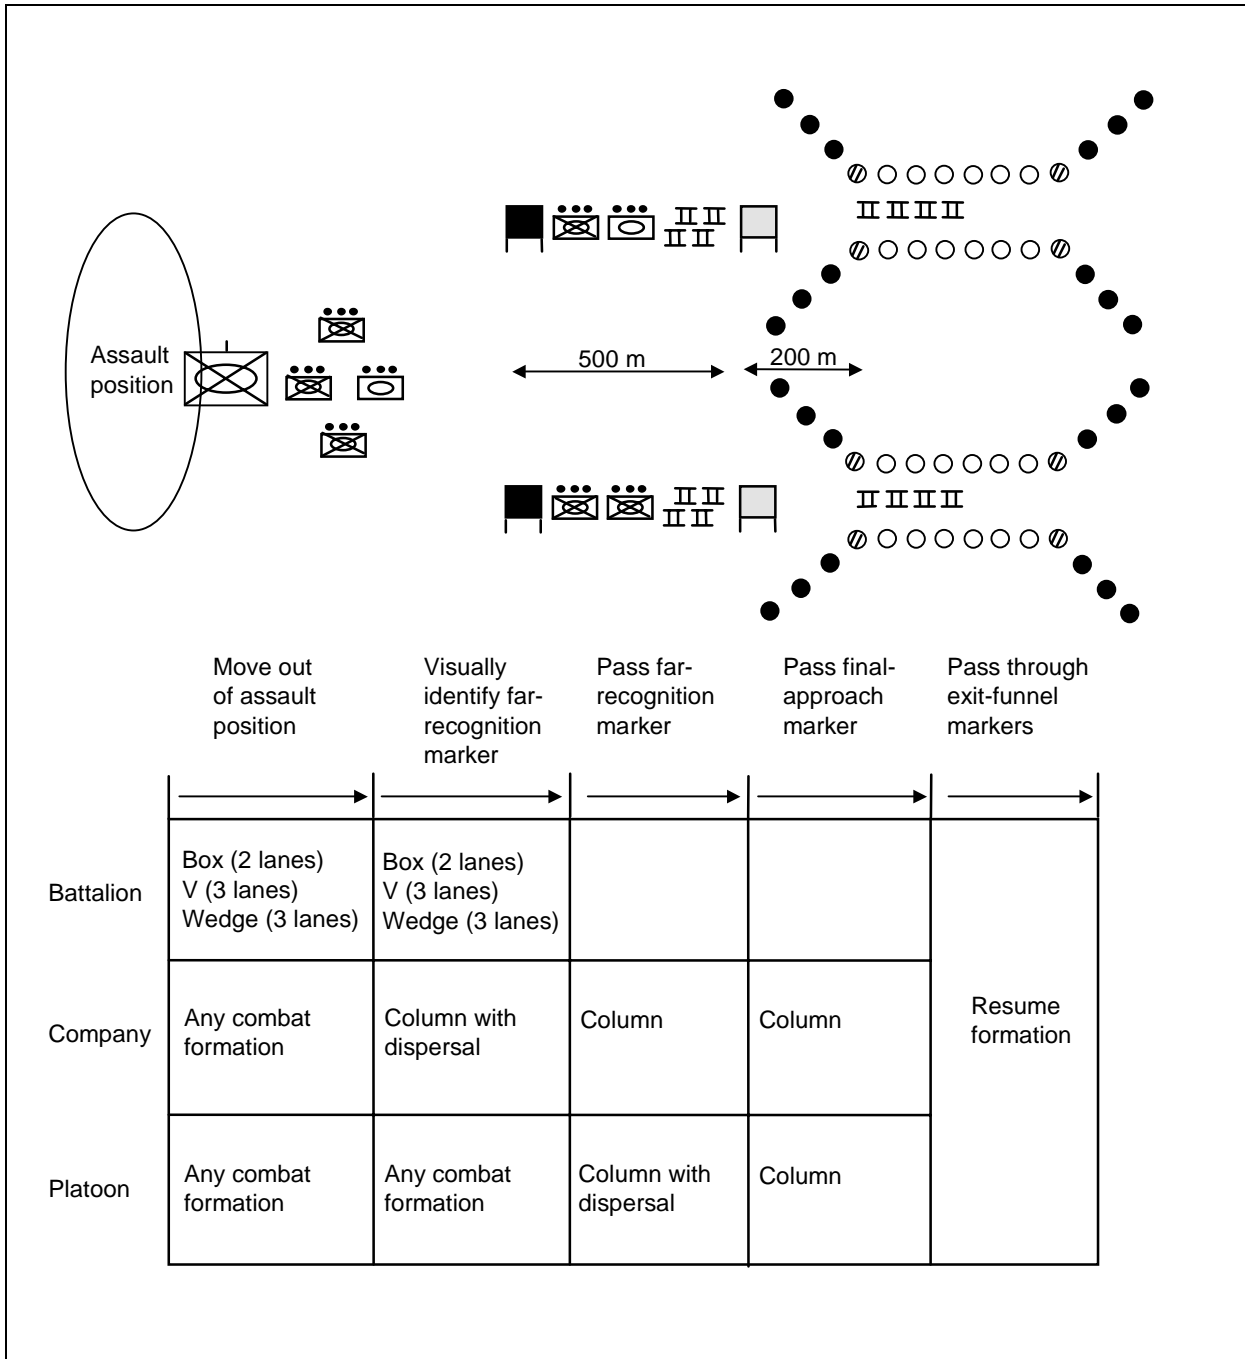 Assault
position
500 m
200 m
Move out
of assault
position
Visually
identify far-
recognition
marker
Pass far-
recognition
marker
Pass final-
approach
marker
Pass through
exit-funnel
markers
Battalion
Box (2 lanes)
V (3 lanes)
Wedge (3 lanes)
Box (2 lanes)
V (3 lanes)
Wedge (3 lanes)
Company
Any combat
formation
Column with
dispersal
Column
Column
Resume
formation
Platoon
Any combat
formation
Any combat
formation
Column with
dispersal
Column